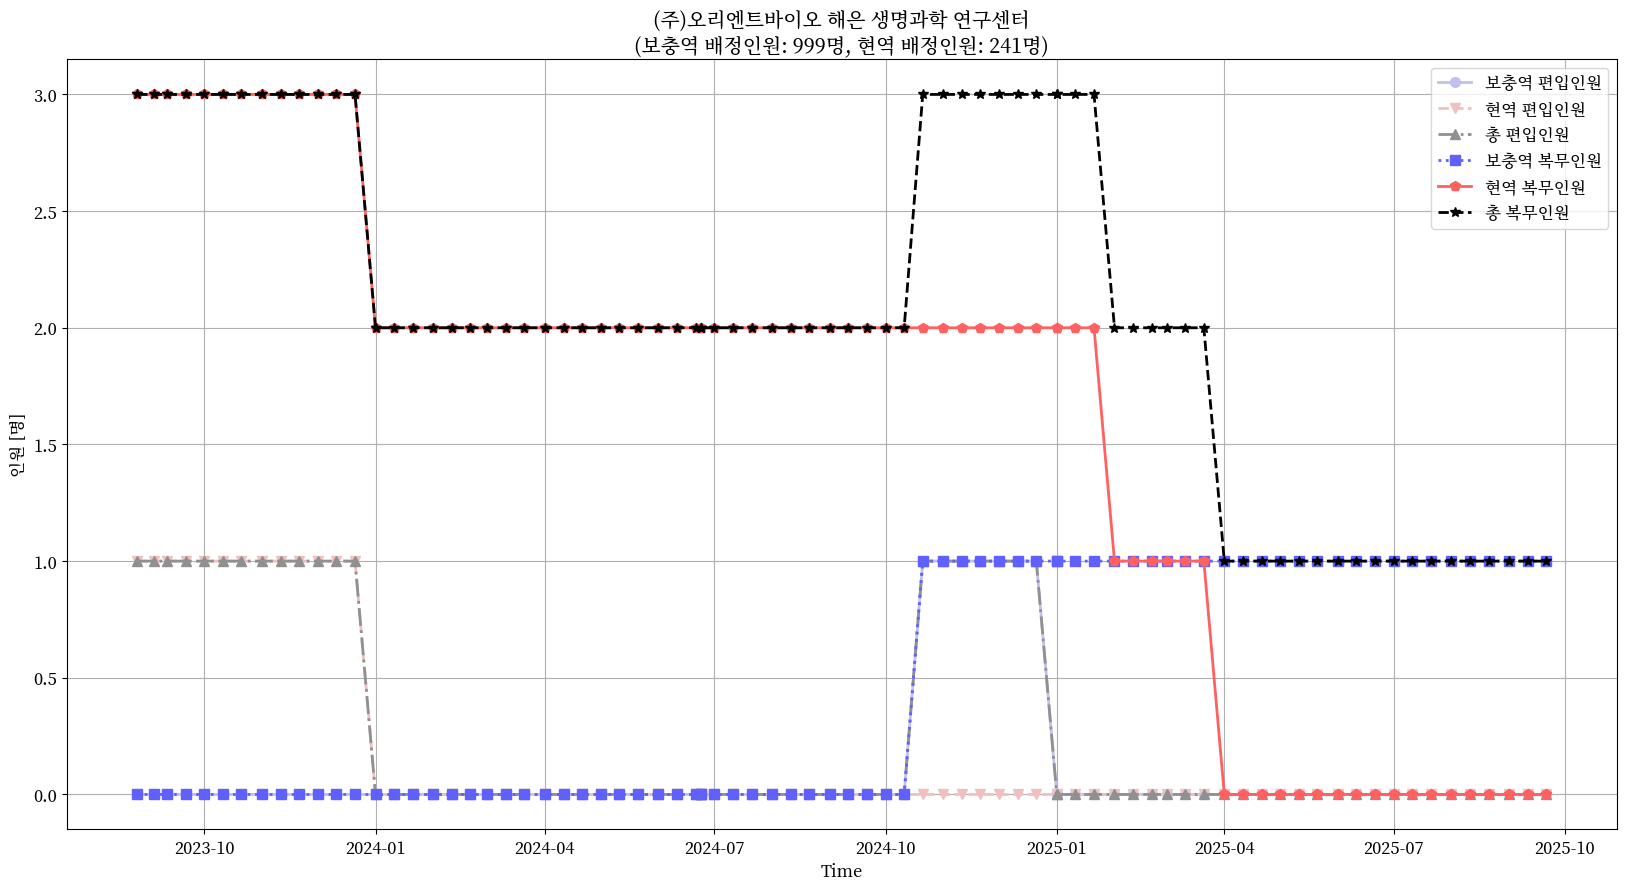 (주)오리엔트바이오 해은 생명과학 연구센터
(보충역 배정인원: 999명, 현역 배정인원: 241명)
보충역 편입인원
현역 편입인원
총 편입인원
보충역 복무인원
현역 복무인원
총 복무인원
인원 [명]
3.0
2.5
2.0
1.5
1.0
0.5
0.0
2023-10
2024-01
2024-04
2024-07
2024-10
2025-01
2025-04
2025-07
2025-10
Time